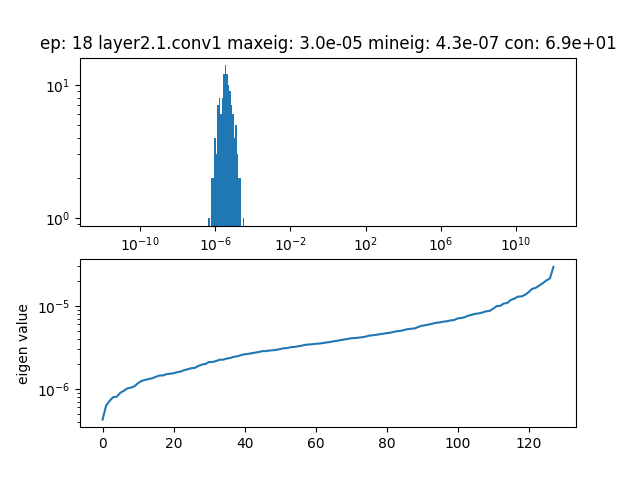 ep: 18 layer2.1.conv1 maxeig: 3.0e-05 mineig: 4.3e-07 con: 6.9e+01
10¹
10⁰
10⁻¹⁰ 10⁻⁶ 10⁻² 10² 10⁶ 10¹⁰
eigen value
10⁻⁵
10⁻⁶
0 20 40 60 80 100 120